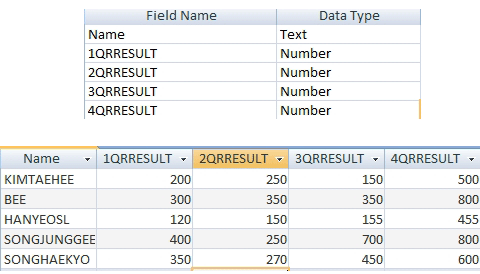 Field Name Data Type
Name Text
1QRRESULT Number
2QRRESULT Number
3QRRESULT Number
4QRRESULT Number
Name 1QRRESULT 2QRRESULT 3QRRESULT 4QRRESULT
KIMTAEHEE 200 250 150 500
BEE 300 350 350 800
HANYEOSL 120 150 155 455
SONGJUNGGEE 400 250 700 800
SONGHAEKYO 350 270 450 600